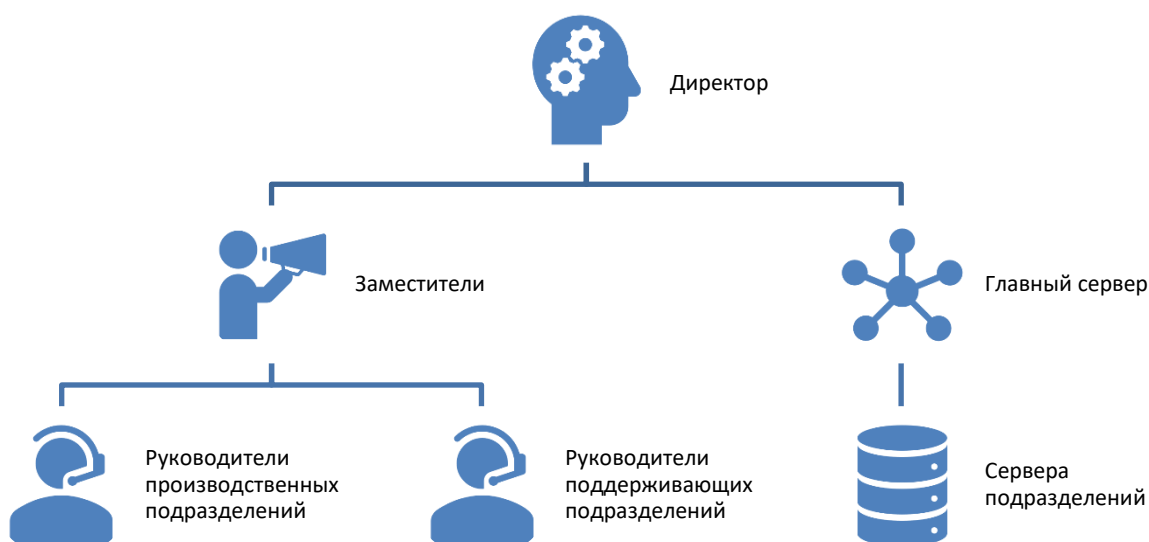 Директор
Заместители
Главный сервер
Руководители
производственных
подразделений
Руководители
поддерживающих
подразделений
Сервера
подразделений